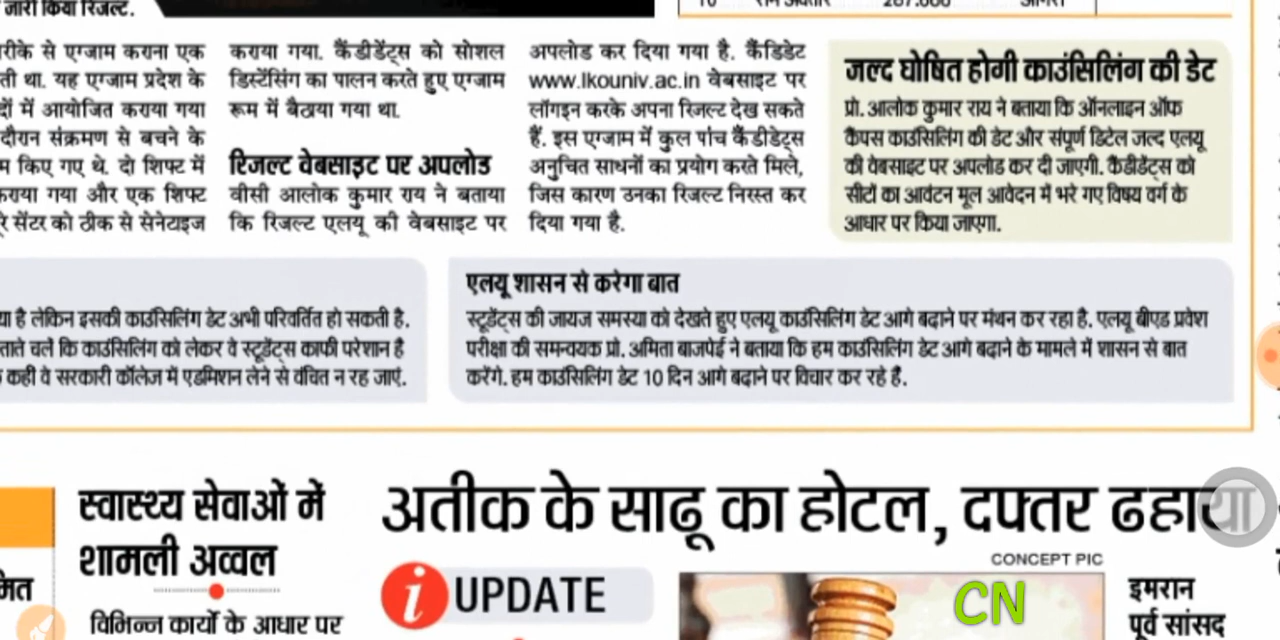 जारी किया रिजल्ट.
रीके से एग्जाम कराना एक
ती था. यह एग्जाम प्रदेश के
में आयोजित कराया गया
दौरान संक्रमण से बचने के
म किए गए थे. दो शिफ्ट में
कराया गया और एक शिफ्ट
रे सेंटर को ठीक से सेनेटाइज
कराया गया. कैंडीडेंट्स को सोशल
डिस्टेंसिंग का पालन करते हुए एग्जाम
रूम में बैठाया गया था.
रिजल्ट वेबसाइट पर अपलोड
वीसी आलोक कुमार राय ने बताया
कि रिजल्ट एलयू की वेबसाइट पर
अपलोड कर दिया गया है. कैंडिडेट
www.lkouniv.ac.in वेबसाइट पर
लॉगइन करके अपना रिजल्ट देख सकते
हैं. इस एग्जाम में कुल पांच कैंडीडेट्स
अनुचित साधनों का प्रयोग करते मिले,
जिस कारण उनका रिजल्ट निरस्त कर
दिया गया है.
जल्द घोषित होगी काउंसिलिंग की डेट
प्रो. आलोक कुमार राय ने बताया कि ऑनलाइन ऑफ
कैंपस काउंसिलिंग की डेट और संपूर्ण डिटेल जल्द एलयू
की वेबसाइट पर अपलोड कर दी जाएगी. कैंडीडेंट्स को
सीटों का आवंटन मूल आवेदन में भरे गए विषय वर्ग के
आधार पर किया जाएगा.
या है लेकिन इसकी काउंसिलिंग डेट अभी परिवर्तित हो सकती है.
ताते चलें कि काउंसिलिंग को लेकर वे स्टूडेंट्स काफी परेशान है
कहीं वे सरकारी कॉलेज में एडमिशन लेने से वंचित न रह जाएं.
एलयू शासन से करेगा बात
स्टूडेंट्स की जायज समस्या को देखते हुए एलयू काउंसिलिंग डेट आगे बढ़ाने पर मंथन कर रहा है. एलयू बीएड प्रवेश
परीक्षा की समन्वयक प्रो. अमिता बाजपेई ने बताया कि हम काउंसिलिंग डेट आगे बढ़ाने के मामले में शासन से बात
करेंगे. हम काउंसिलिंग डेट 10 दिन आगे बढ़ाने पर विचार कर रहे हैं.
स्वास्थ्य सेवाओं में
शामली अव्वल
विभिन्न कार्यों के आधार पर
अतीक के साढू का होटल, दफ्तर ढहाया
CONCEPT PIC
i UPDATE
CN
इमरान
पूर्व सांसद